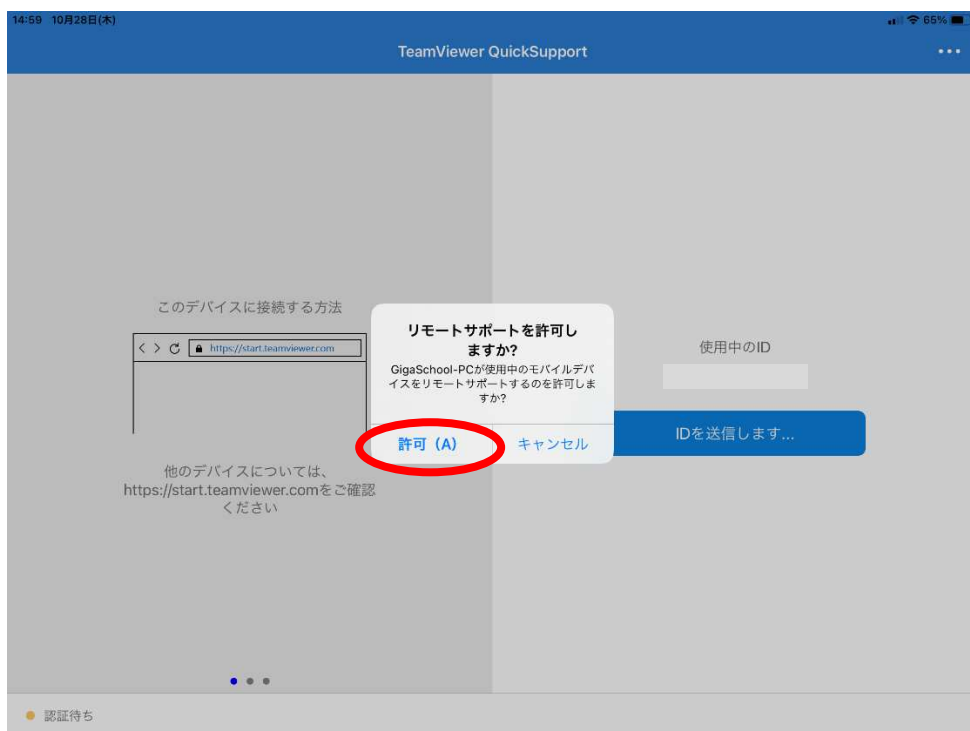 14:59 10月28日(木)
65%
TeamViewer QuickSupport
このデバイスに接続する方法
https://start.teamviewer.com
他のデバイスについては、
https://start.teamviewer.comをご確認
ください
リモートサポートを許可し
ますか?
GigaSchool-PCが使用中のモバイルデバ
イスをリモートサポートするのを許可しま
すか?
許可（A）
キャンセル
使用中のID
IDを送信します...
認証待ち